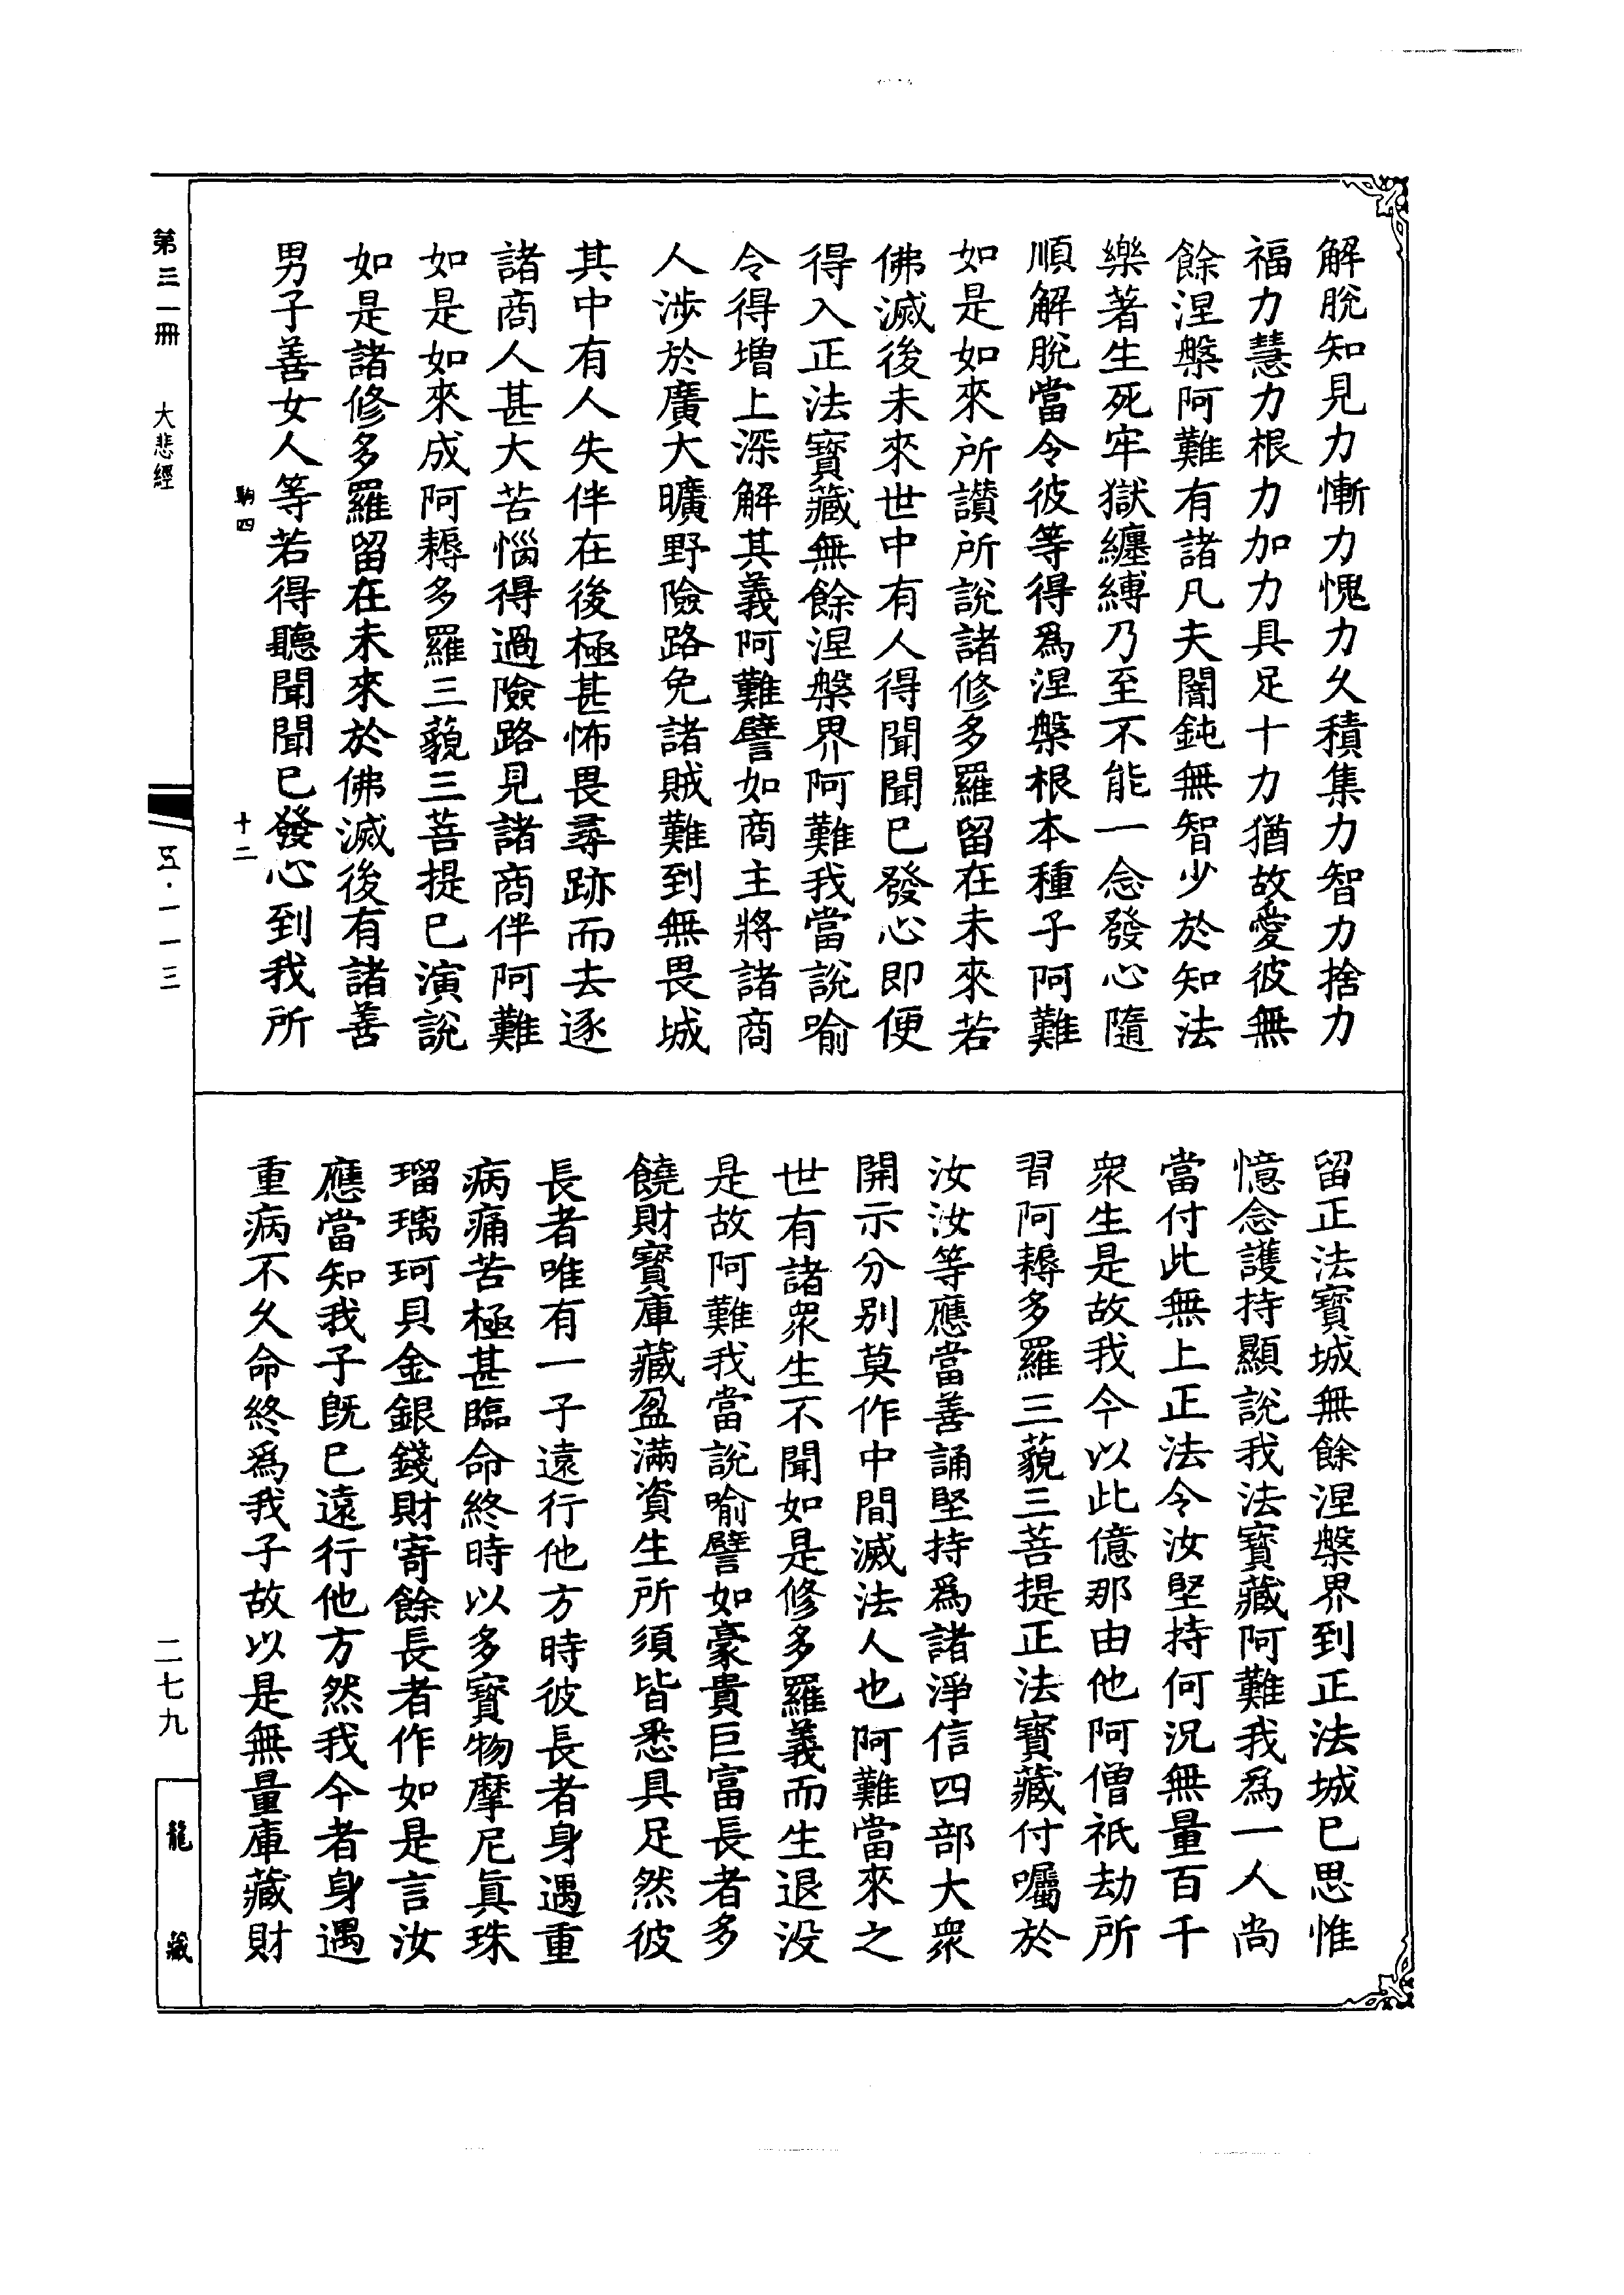 解脫知見力慚力愧力久積集力智力捨力
福力慧力根力加力具足十力猶故愛彼無
餘涅槃阿難有諸凡夫闇鈍無智少於知法
樂著生死牢獄纏縛乃至不能一念發心隨
順解脫當令彼等得爲涅槃根本種子阿難
如是如來所讃所說諸修多羅留在未來若
佛滅後未來世中有人得聞聞已發心即便
得入正法寶藏無餘涅槃界阿難我當說喻
令得增上深解其義阿難譬如商主將諸商
人涉於廣大曠野險路免諸賊難到無畏城
其中有人失伴在後極甚怖畏尋跡而去逐
諸商人甚大苦惱得過險路見諸商伴阿難
如是如來成阿耨多羅三藐三菩提已演說
如是諸修多羅留在未來於佛滅後有諸善
男子善女人等若得聽聞聞已發心到我所
留正法寶城無餘涅槃界到正法城已思惟
憶念護持顯說我法寶藏阿難我爲一人尚
當付此無上正法令汝堅持何況無量百千
衆生是故我今以此億那由他阿僧祇劫所
習阿耨多羅三藐三菩提正法寶藏付囑於
汝汝等應當善誦堅持爲諸淨信四部大衆
開示分别莫作中間滅法人也阿難當來之
世有諸衆生不聞如是修多羅義而生退没
是故阿難我當說喻譬如豪貴巨富長者多
饒財寶庫藏盈滿資生所須皆悉具足然彼
長者唯有一子遠行他方時彼長者身遇重
病痛苦極甚臨命終時以多寶物摩尼眞珠
瑠璃珂貝金銀錢財寄餘長者作如是言汝
應當知我子旣已遠行他方然我今者身遇
重病不久命終爲我子故以是無量庫藏財
第三一冊 大悲經
駒四 十二
五·一一三
二七九
龍藏